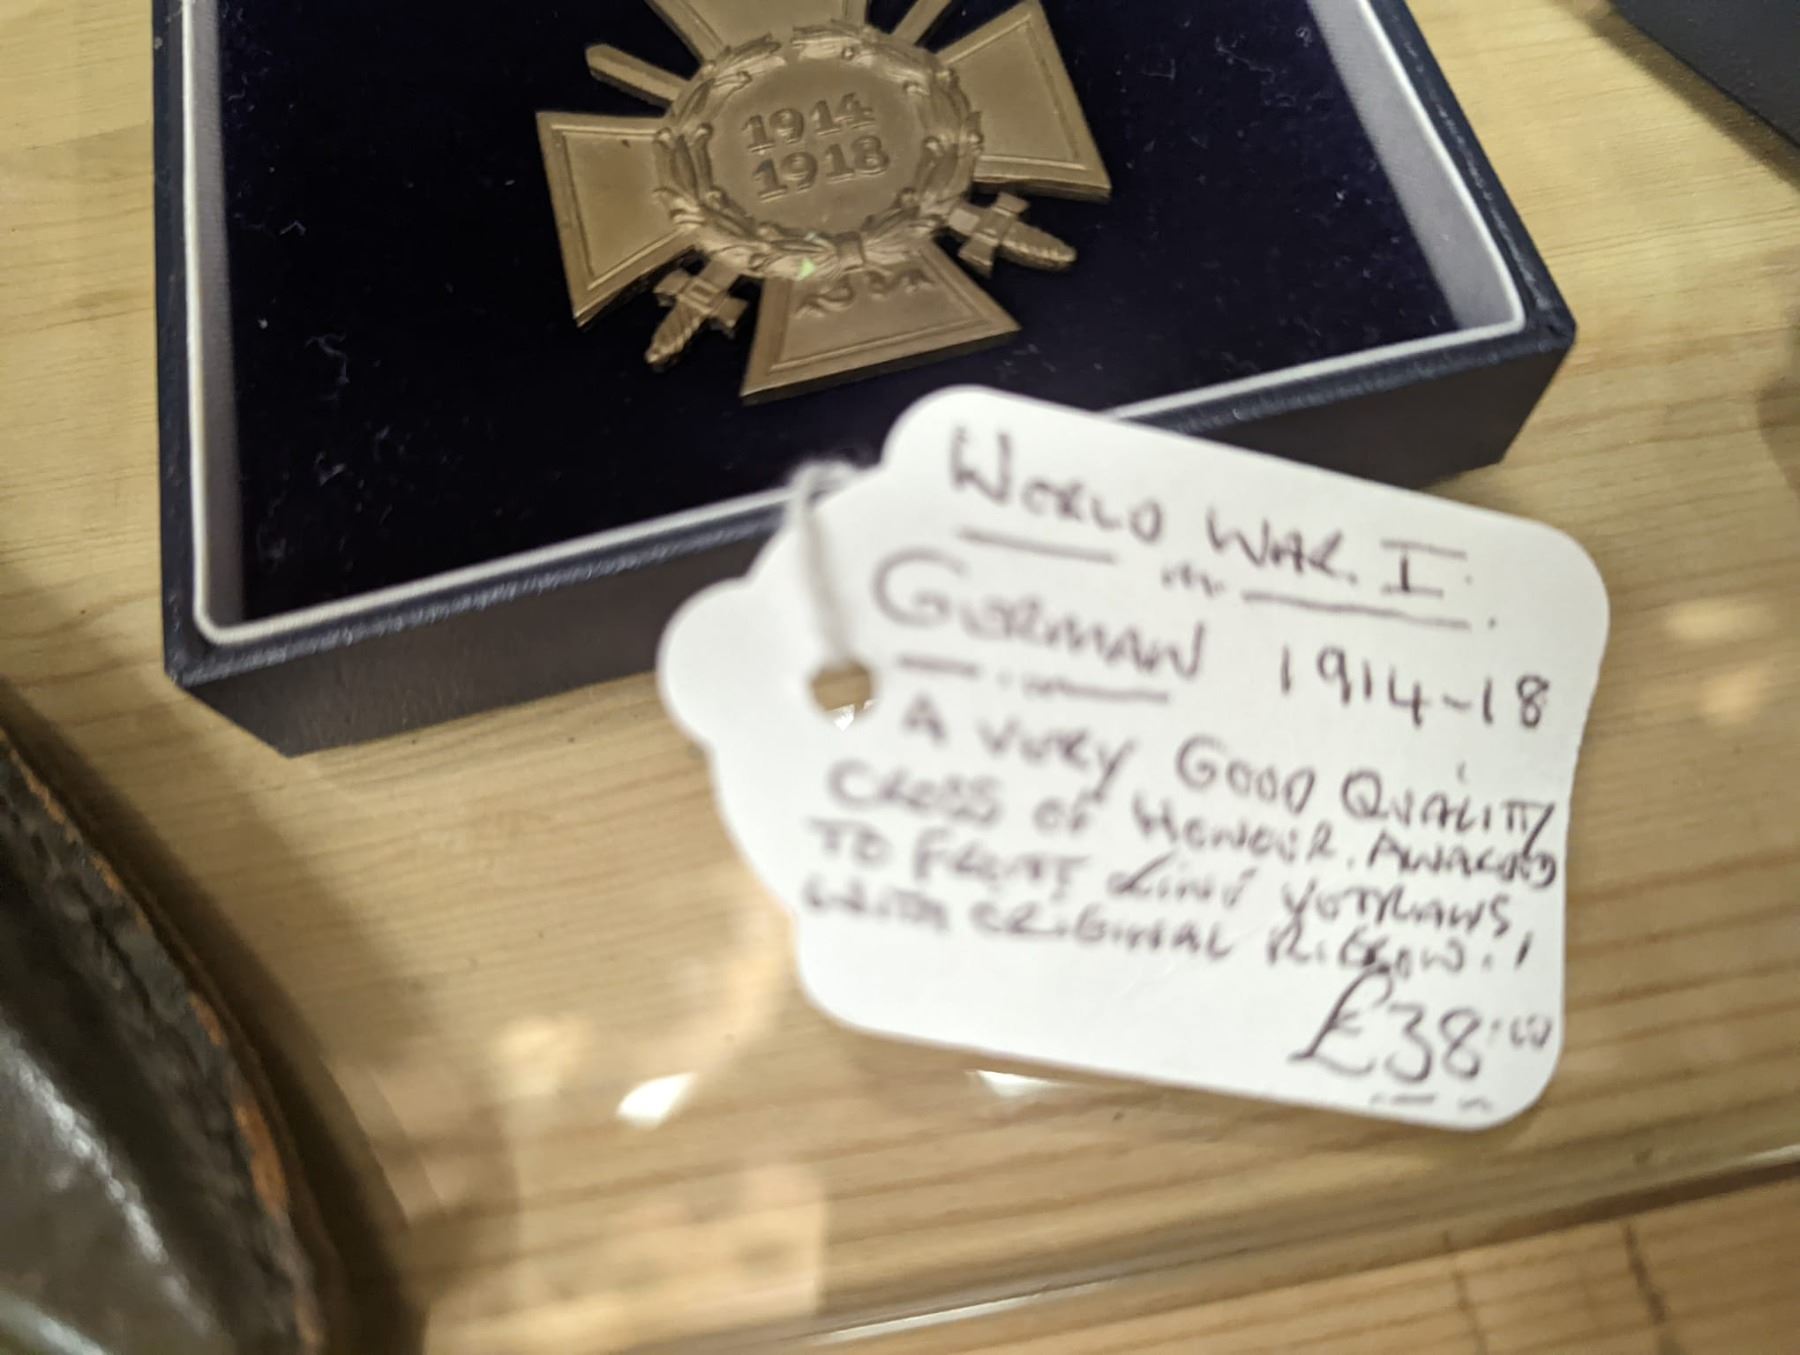 1914
1918
WORLD WAR. I.
GERMAN 1914-18
A VERY GOOD QUALITY
CROSS OF HONOUR. AWARDED
TO FRONT LINE VETERANS,
WITH ORIGINAL RIBBON.
£38.00